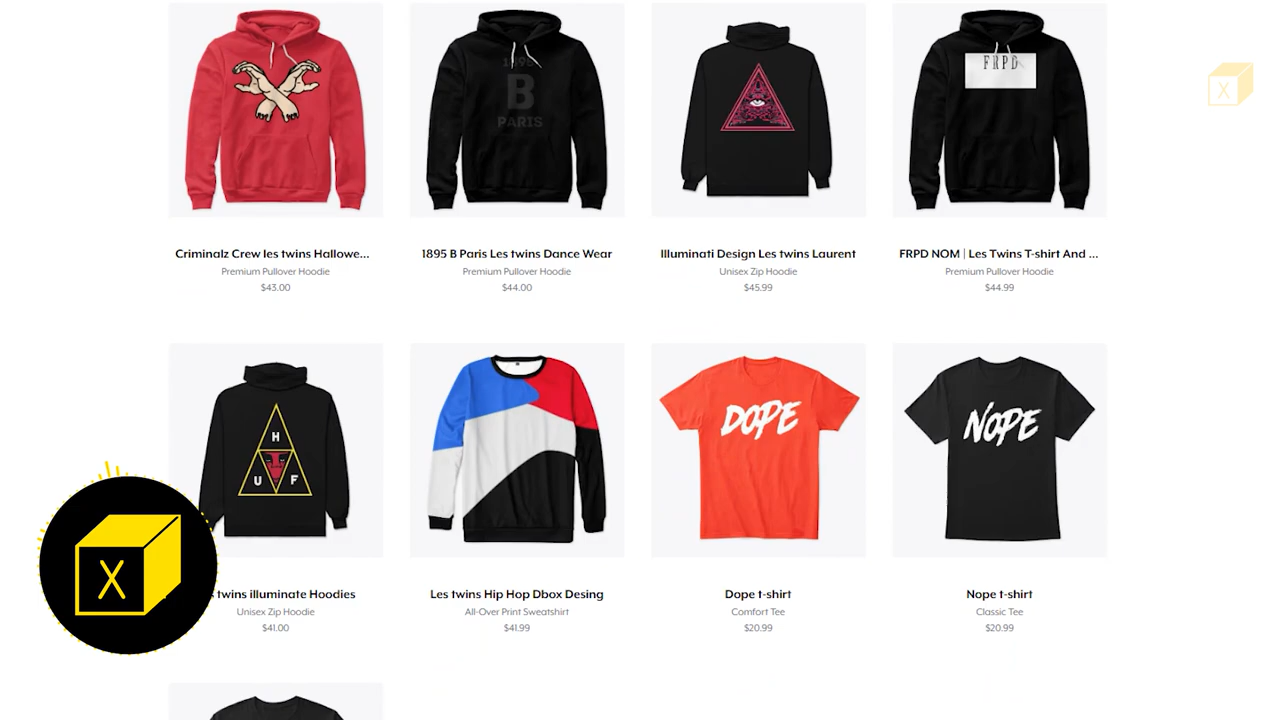 1895
B
PARIS
FRPD
X
Criminalz Crew les twins Hallowe...
Premium Pullover Hoodie
$43.00
1895 B Paris Les twins Dance Wear
Premium Pullover Hoodie
$44.00
Illuminati Design Les twins Laurent
Unisex Zip Hoodie
$45.99
FRPD NOM | Les Twins T-shirt And ...
Premium Pullover Hoodie
$44.99
H
U F
DOPE
NOPE
X
twins illuminate Hoodies
Unisex Zip Hoodie
$41.00
Les twins Hip Hop Dbox Desing
All-Over Print Sweatshirt
$41.99
Dope t-shirt
Comfort Tee
$20.99
Nope t-shirt
Classic Tee
$20.99